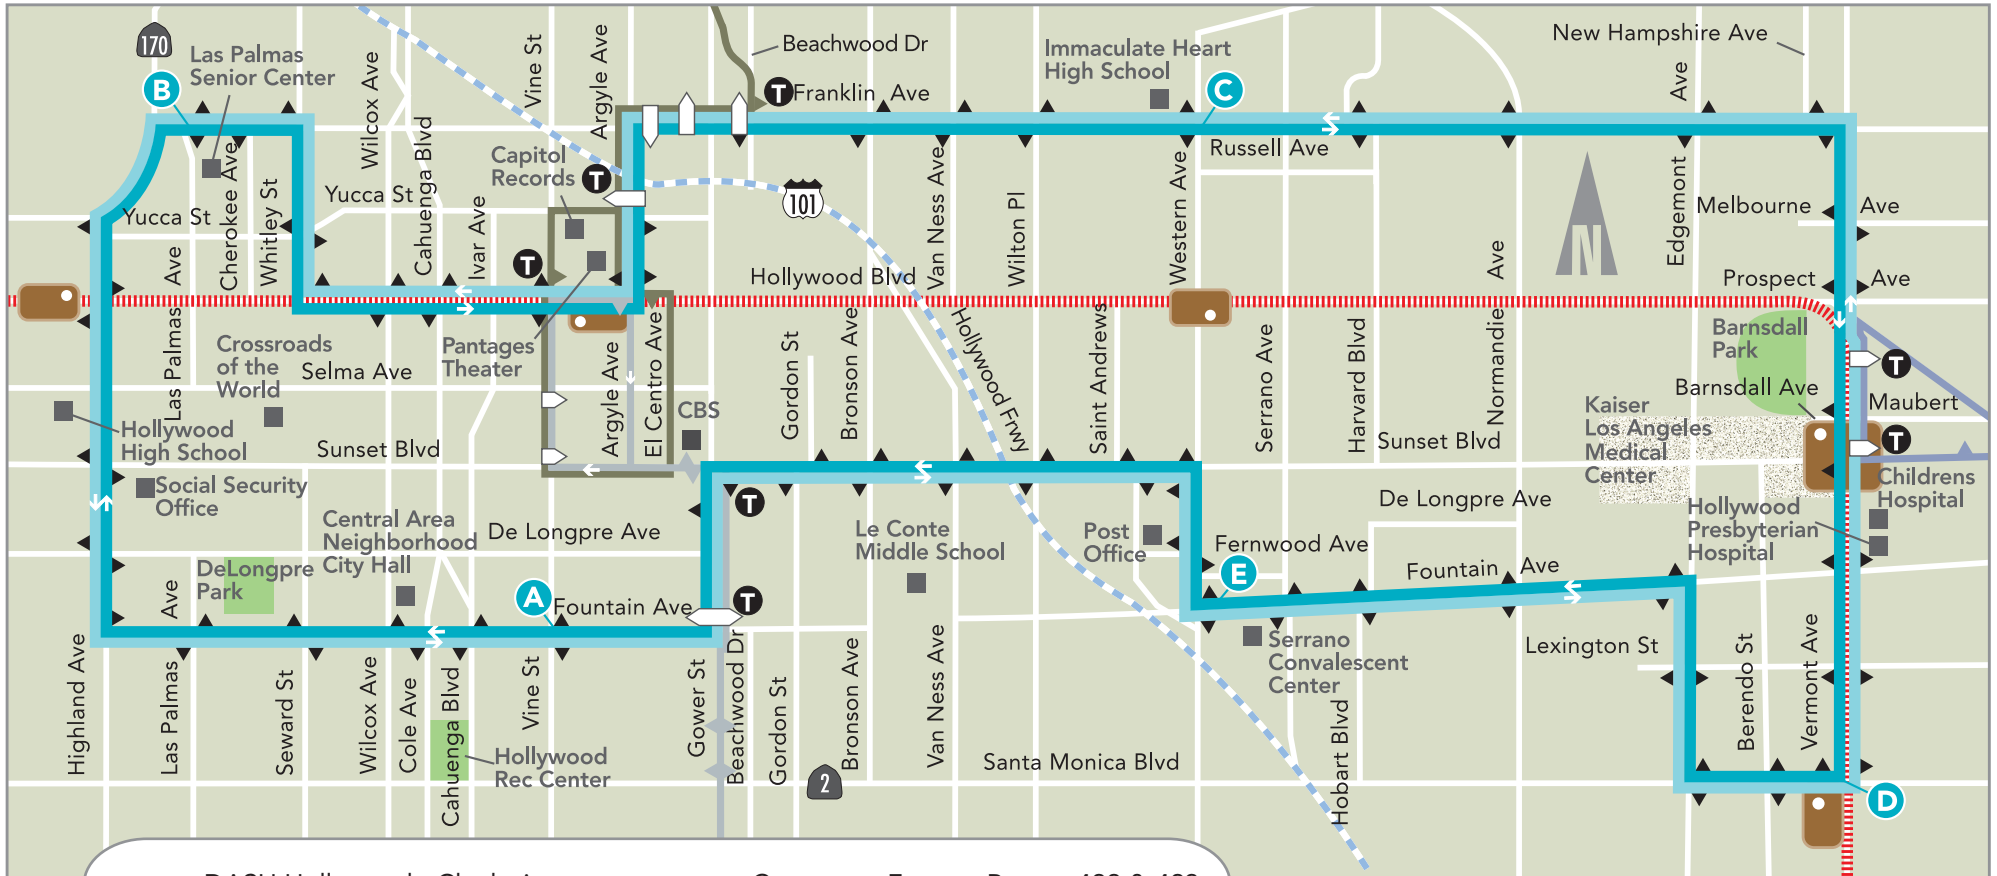 170
Las Palmas
Senior Center
B
Wilcox Ave
Vine St
Argyle Ave
Beachwood Dr
T
Franklin Ave
Immaculate Heart
High School
C
New Hampshire Ave
Ave
Edgemont
Russell Ave
Capitol
Records
T
101
Cahuenga Blvd
Yucca St
Yucca St
Cherokee Ave
Whitley St
Ivar Ave
Van Ness Ave
Wilton Pl
Western Ave
N
Melbourne Ave
T
Las Palmas Ave
Hollywood Blvd
Normandie Ave
Prospect Ave
Crossroads
of the
World
Selma Ave
Pantages
Theater
Argyle Ave
El Centro Ave
Gordon St
Bronson Ave
Hollywood Frwy
Saint Andrews
Serrano Ave
Harvard Blvd
Barnsdall
Park
T
Barnsdall Ave
Maubert
Hollywood
High School
CBS
Sunset Blvd
Sunset Blvd
Kaiser
Los Angeles
Medical
Center
T
Childrens
Hospital
Social Security
Office
Central Area
Neighborhood
City Hall
De Longpre Ave
T
Le Conte
Middle School
Post
Office
De Longpre Ave
Hollywood
Presbyterian
Hospital
Fernwood Ave
DeLongpre
Park
Las Palmas Ave
A
Fountain Ave
T
E
Fountain Ave
Serrano
Convalescent
Center
Lexington St
Highland Ave
Seward St
Wilcox Ave
Cole Ave
Cahuenga Blvd
Vine St
Gower St
Beachwood Dr
Gordon St
Bronson Ave
Van Ness Ave
Hobart Blvd
Berendo St
Vermont Ave
Hollywood
Rec Center
2
Santa Monica Blvd
D